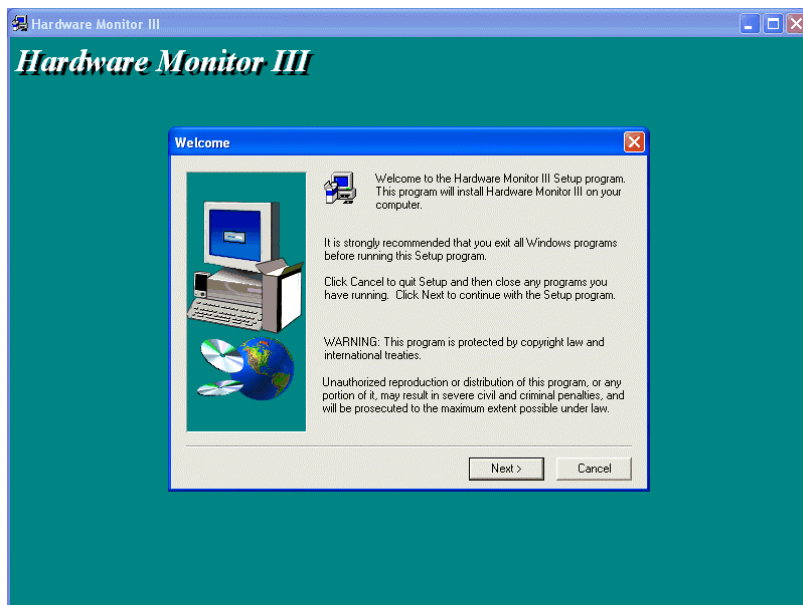 Hardware Monitor III
Hardware Monitor III
Welcome
Welcome to the Hardware Monitor III Setup program.
This program will install Hardware Monitor III on your
computer.
It is strongly recommended that you exit all Windows programs
before running this Setup program.
Click Cancel to quit Setup and then close any programs you
have running.  Click Next to continue with the Setup program.
WARNING: This program is protected by copyright law and
international treaties.
Unauthorized reproduction or distribution of this program, or any
portion of it, may result in severe civil and criminal penalties, and
will be prosecuted to the maximum extent possible under law.
Next > Cancel